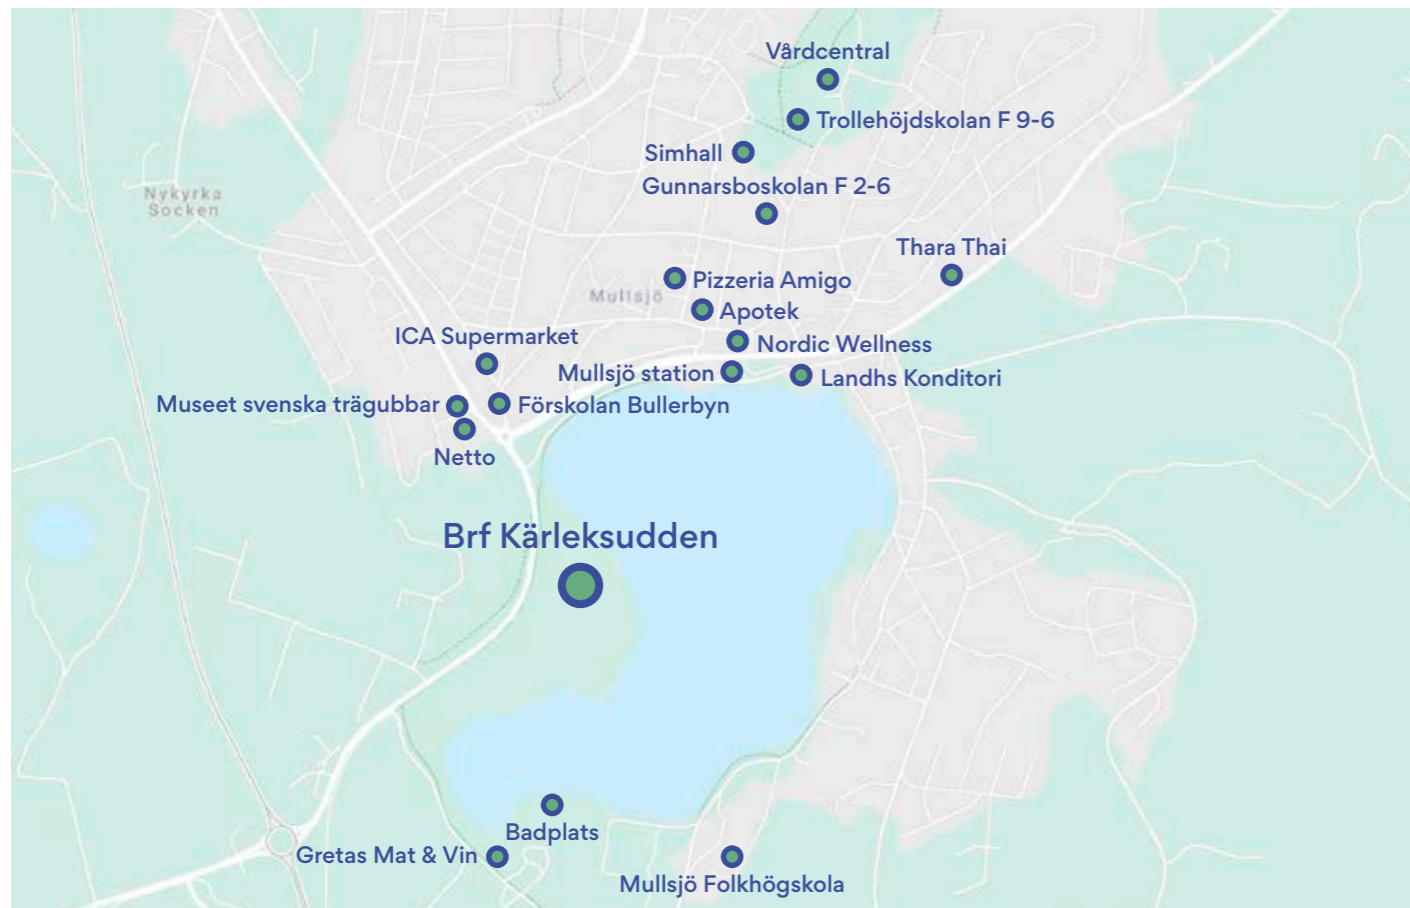 Vårdcentral
Trollehöjdskolan F 9-6
Simhall
Gunnarsboskolan F 2-6
Nykyrka
Socken
Thara Thai
Pizzeria Amigo
Mullsjö
Apotek
ICA Supermarket
Nordic Wellness
Mullsjö station
Landhs Konditori
Museet svenska trägubbar
Förskolan Bullerbyn
Netto
Brf Kärleksudden
Badplats
Gretas Mat & Vin
Mullsjö Folkhögskola